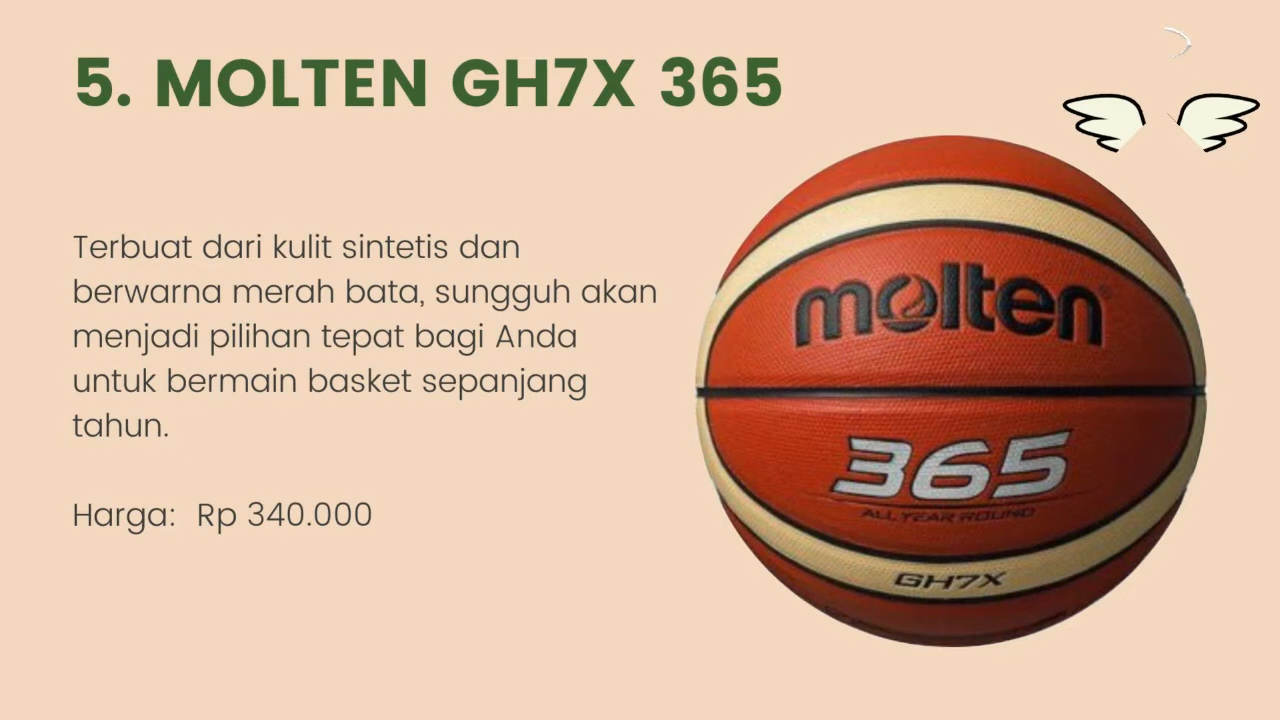 5. MOLTEN GH7X 365
Terbuat dari kulit sintetis dan
berwarna merah bata, sungguh akan
menjadi pilihan tepat bagi Anda
untuk bermain basket sepanjang
tahun.
Harga: Rp 340.000
molten
365
ALL YEAR ROUND
GH7X